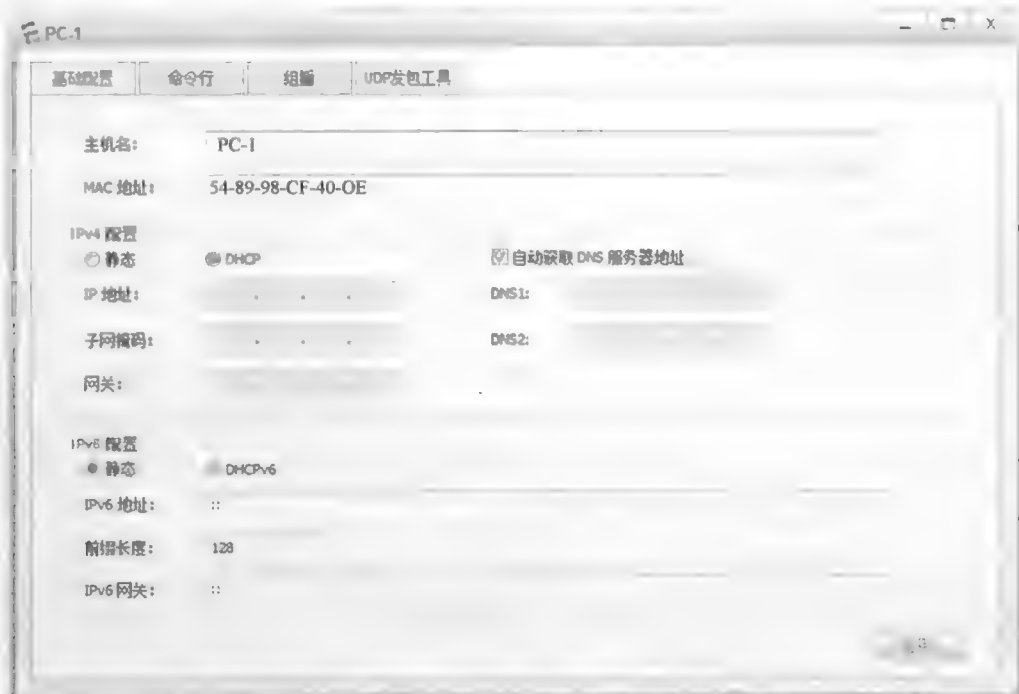 PC-1
基础配置 命令行 组播 UDP发包工具
主机名: PC-1
MAC 地址: 54-89-98-CF-40-0E
IPv4 配置
静态 DHCP 自动获取 DNS 服务器地址
IP 地址: . . . DNS1:
子网掩码: . . . DNS2:
网关:
IPv6 配置
静态 DHCPv6
IPv6 地址: ::
前缀长度: 128
IPv6 网关: ::